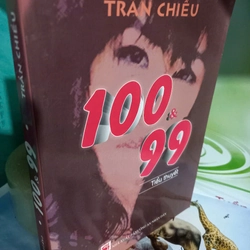 TRẦN CHIỂU
100
&
99
Tiểu thuyết
100 & 99 . TRẦN CHIỂU